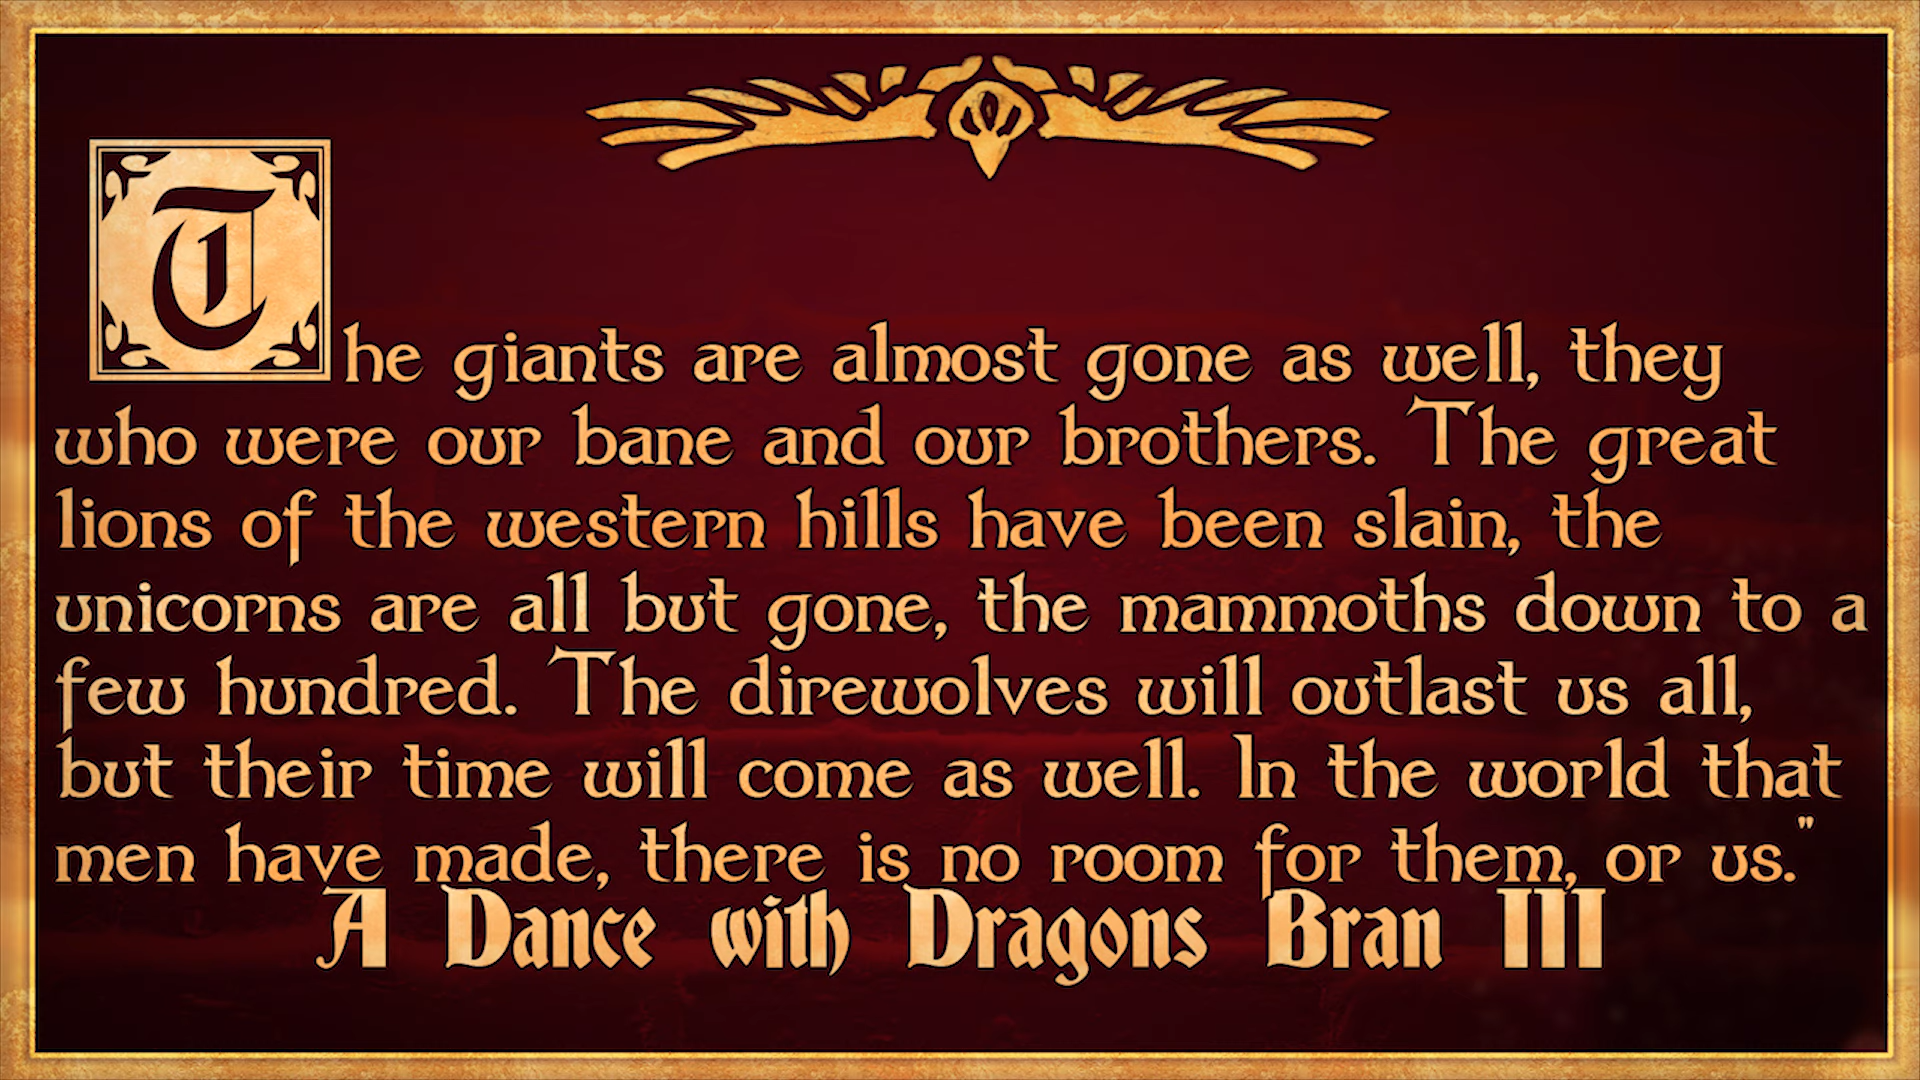 The giants are almost gone as well, they
who were our bane and our brothers. The great
lions of the western hills have been slain, the
unicorns are all but gone, the mammoths down to a
few hundred. The direwolves will outlast us all,
but their time will come as well. In the world that
men have made, there is no room for them, or us."
A Dance with Dragons Bran III